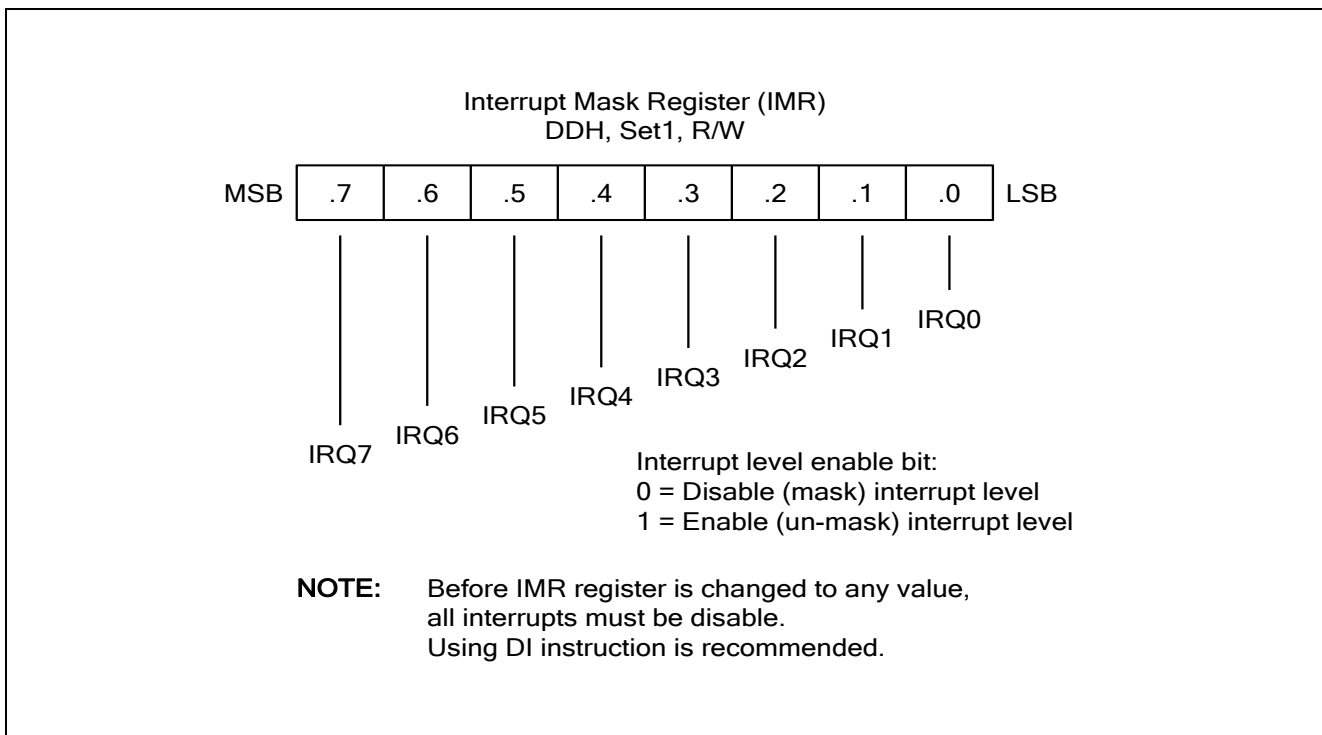 Interrupt Mask Register (IMR)
DDH, Set1, R/W
MSB .7 .6 .5 .4 .3 .2 .1 .0 LSB
IRQ0
IRQ1
IRQ2
IRQ3
IRQ4
IRQ5
IRQ6
IRQ7
Interrupt level enable bit:
0 = Disable (mask) interrupt level
1 = Enable (un-mask) interrupt level
NOTE: Before IMR register is changed to any value,
all interrupts must be disable.
Using DI instruction is recommended.